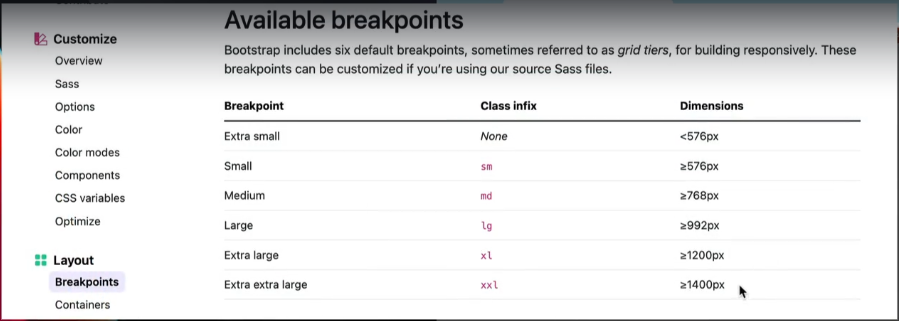 Available breakpoints
Customize
Bootstrap includes six default breakpoints, sometimes referred to as grid tiers, for building responsively. These
breakpoints can be customized if you’re using our source Sass files.
Overview
Sass
Options
Color
Color modes
Components
CSS variables
Optimize
Layout
Breakpoints
Containers
Breakpoint Class infix Dimensions
Extra small None <576px
Small sm ≥576px
Medium md ≥768px
Large lg ≥992px
Extra large xl ≥1200px
Extra extra large xxl ≥1400px